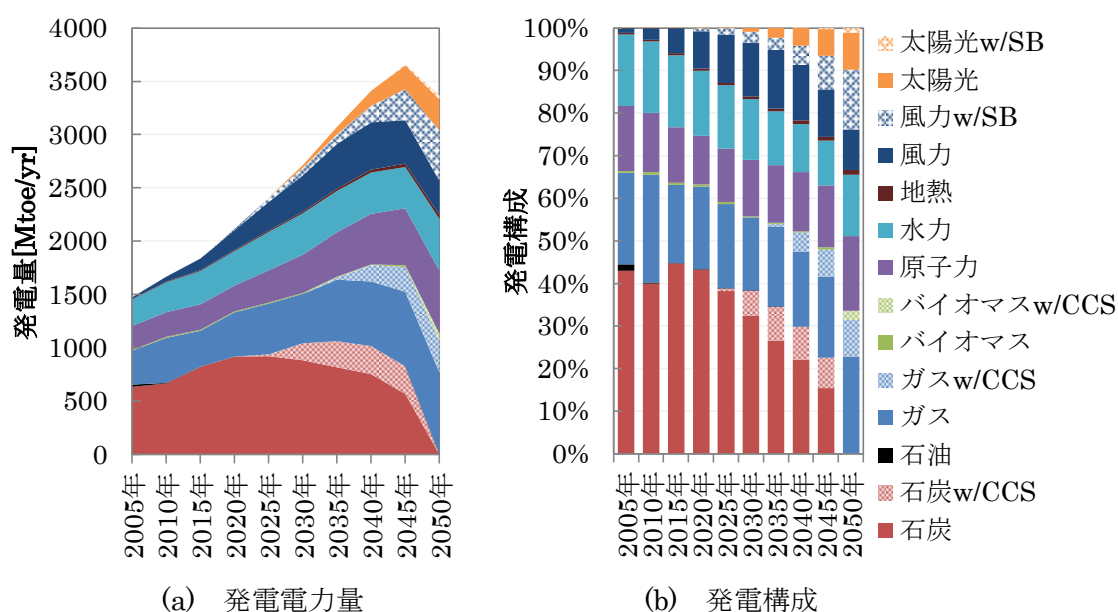 4000
3500
3000
2500
2000
1500
1000
500
0
発電量[Mtoe/yr]
2005年
2010年
2015年
2020年
2025年
2030年
2035年
2040年
2045年
2050年
(a) 発電電力量
100%
90%
80%
70%
60%
50%
40%
30%
20%
10%
0%
発電構成
2005年
2010年
2015年
2020年
2025年
2030年
2035年
2040年
2045年
2050年
(b) 発電構成
太陽光w/SB
太陽光
風力w/SB
風力
地熱
水力
原子力
バイオマスw/CCS
バイオマス
ガスw/CCS
ガス
石油
石炭w/CCS
石炭